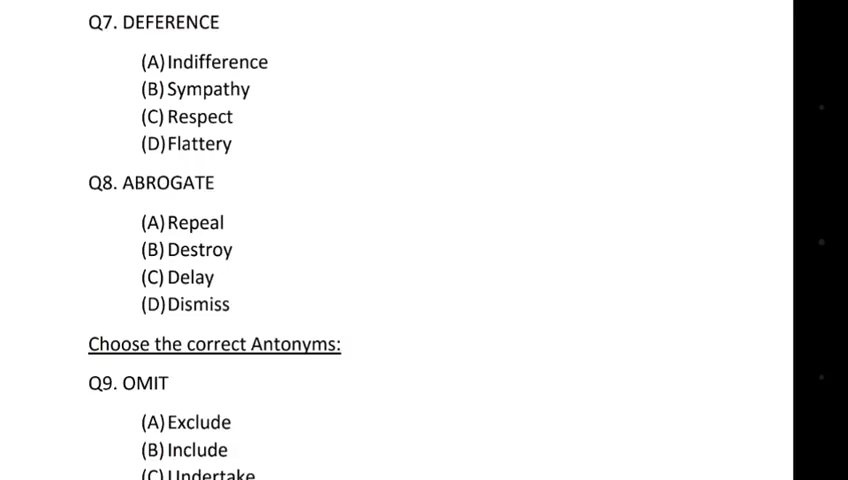 Q7. DEFERENCE
(A) Indifference
(B) Sympathy
(C) Respect
(D) Flattery
Q8. ABROGATE
(A) Repeal
(B) Destroy
(C) Delay
(D) Dismiss
Choose the correct Antonyms:
Q9. OMIT
(A) Exclude
(B) Include
(C) Undertake